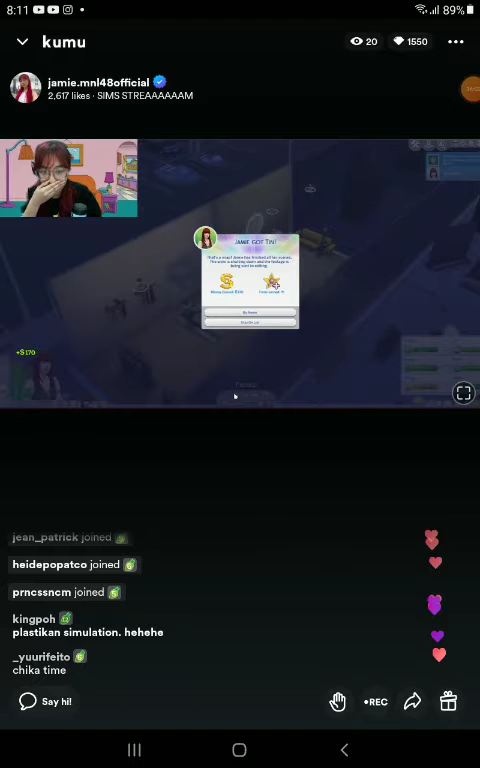 8:11
89%
kumu
20
1550
jamie.mnl48official
2,617 likes · SIMS STREAAAAAAM
JAMIE GOT TIN!
+$170
jean_patrick joined
heidepopatco joined
prncssncm joined
kingpoh
plastikan simulation. hehehe
_yuurifeito
chika time
Say hi!
•REC